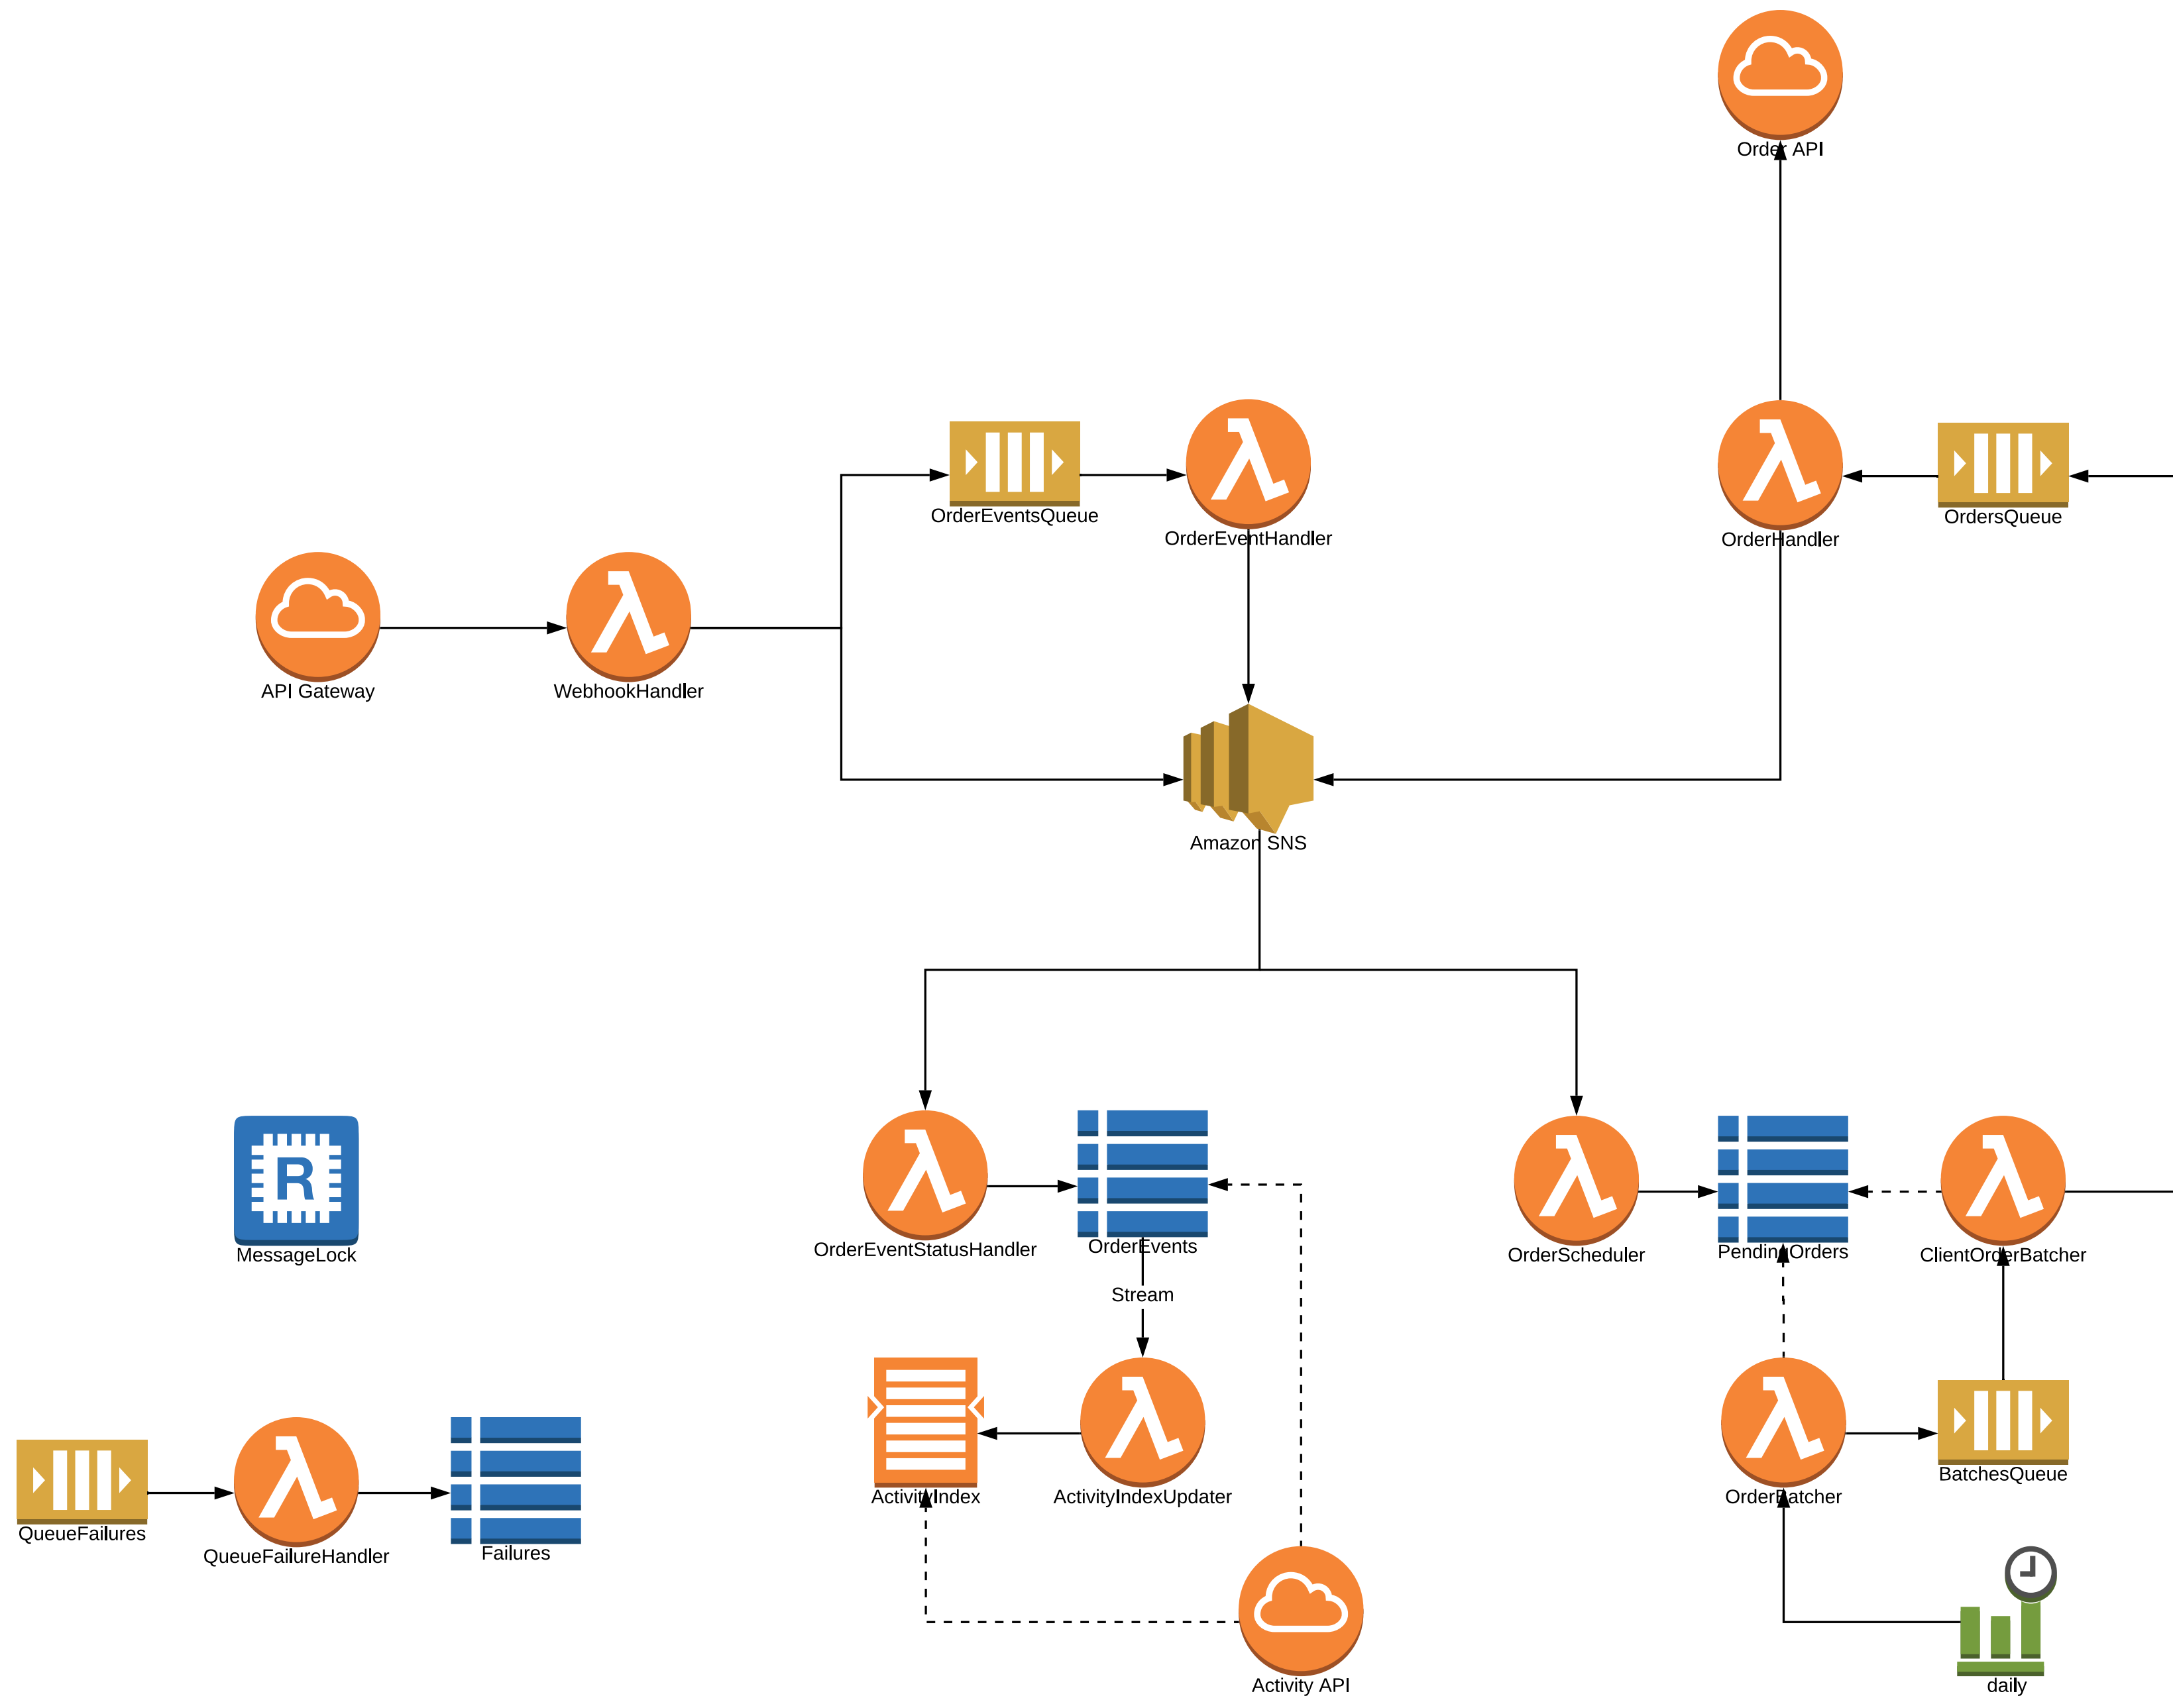 Order API
OrderEventsQueue
OrderEventHandler
OrderHandler
OrdersQueue
API Gateway
WebhookHandler
Amazon SNS
MessageLock
R
OrderEventStatusHandler
OrderEvents
OrderScheduler
PendingOrders
ClientOrderBatcher
Stream
ActivityIndex
ActivityIndexUpdater
OrderBatcher
BatchesQueue
QueueFailures
QueueFailureHandler
Failures
Activity API
daily